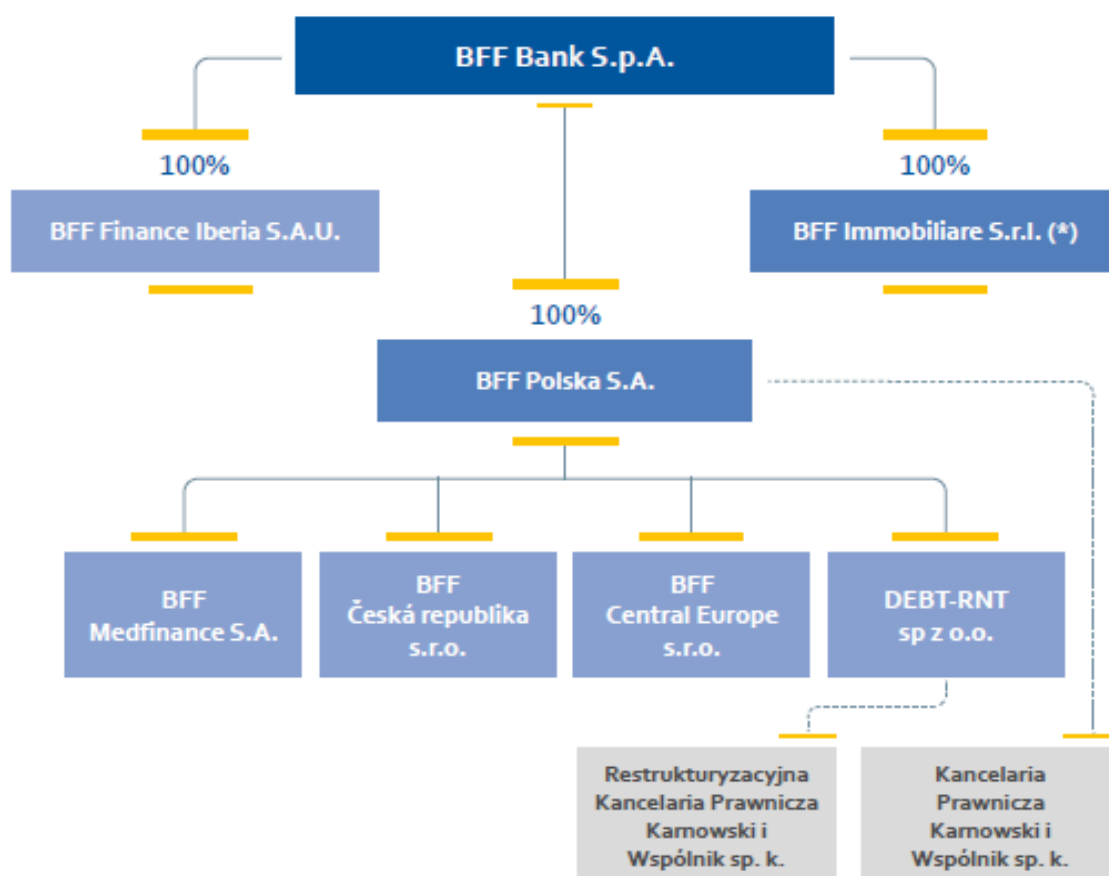 BFF Bank S.p.A.
100%
100%
BFF Finance Iberia S.A.U.
BFF Immobiliare S.r.l. (*)
100%
BFF Polska S.A.
BFF
Medfinance S.A.
BFF
Česká republika
s.r.o.
BFF
Central Europe
s.r.o.
DEBT-RNT
sp z o.o.
Restrukturyzacyjna
Kancelaria Prawnicza
Karnowski i
Wspólnik sp. k.
Kancelaria
Prawnicza
Karnowski i
Wspólnik sp. k.